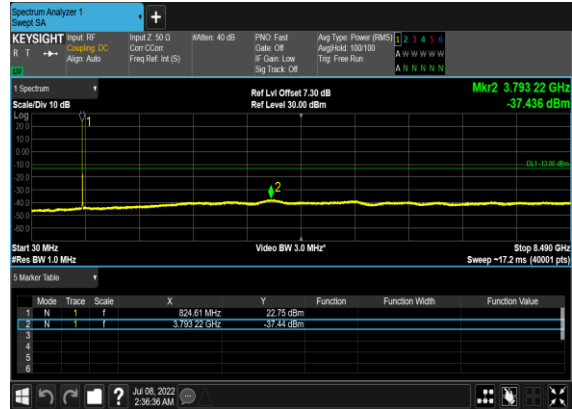 Spectrum Analyzer 1
Swept SA
+
KEYSIGHT Input: RF Input Z: 50 Ω #Atten: 40 dB PNO: Fast Avg Type: Power (RMS) 1 2 3 4 5 6
R T Coupling: DC Corr CCorr Gate: Off Avg|Hold: 100/100 A W W W W W
Align: Auto Freq Ref: Int (S) IF Gain: Low Trig: Free Run
Sig Track: Off A N N N N N
1 Spectrum Ref Lvl Offset 7.30 dB Mkr2 3.793 22 GHz
Scale/Div 10 dB Ref Level 30.00 dBm -37.436 dBm
Log
1
20.0
10.0
0.00
-10.0
DL1 -13.00 dBm
-20.0
-30.0
2
-40.0
-50.0
-60.0
Start 30 MHz Video BW 3.0 MHz* Stop 8.490 GHz
#Res BW 1.0 MHz Sweep ~17.2 ms (40001 pts)
5 Marker Table
Mode Trace Scale X Y Function Function Width Function Value
1 N 1 f 824.61 MHz 22.75 dBm
2 N 1 f 3.793 22 GHz -37.44 dBm
3
4
5
6
? Jul 08, 2022
2:36:36 AM